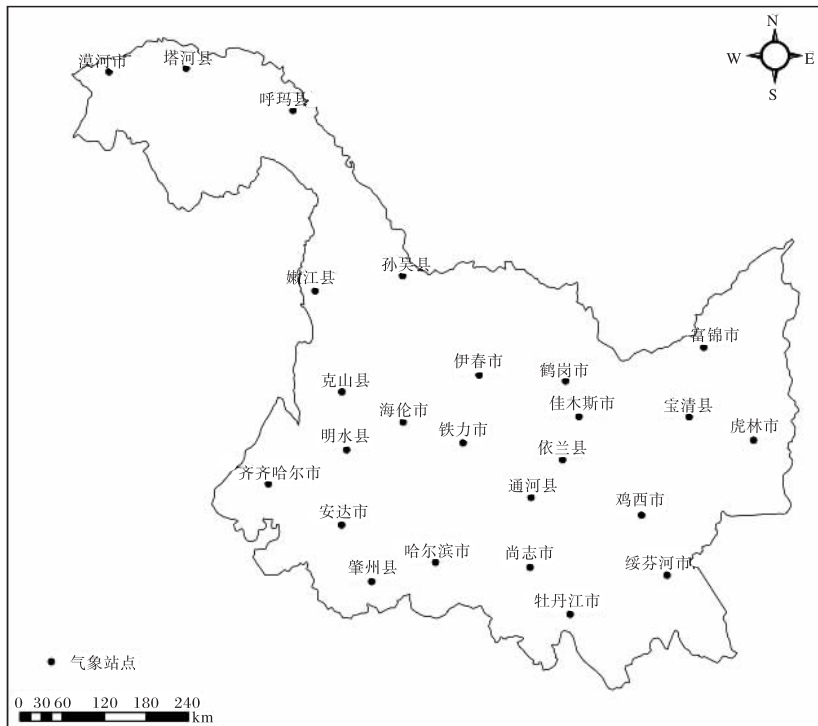 N
W E
S
漠河市
塔河县
呼玛县
孙吴县
嫩江县
富锦市
伊春市
鹤岗市
克山县
海伦市
佳木斯市
宝清县
铁力市
虎林市
明水县
依兰县
齐齐哈尔市
通河县
鸡西市
安达市
哈尔滨市
尚志市
绥芬河市
肇州县
牡丹江市
气象站点
0 30 60 120 180 240
km